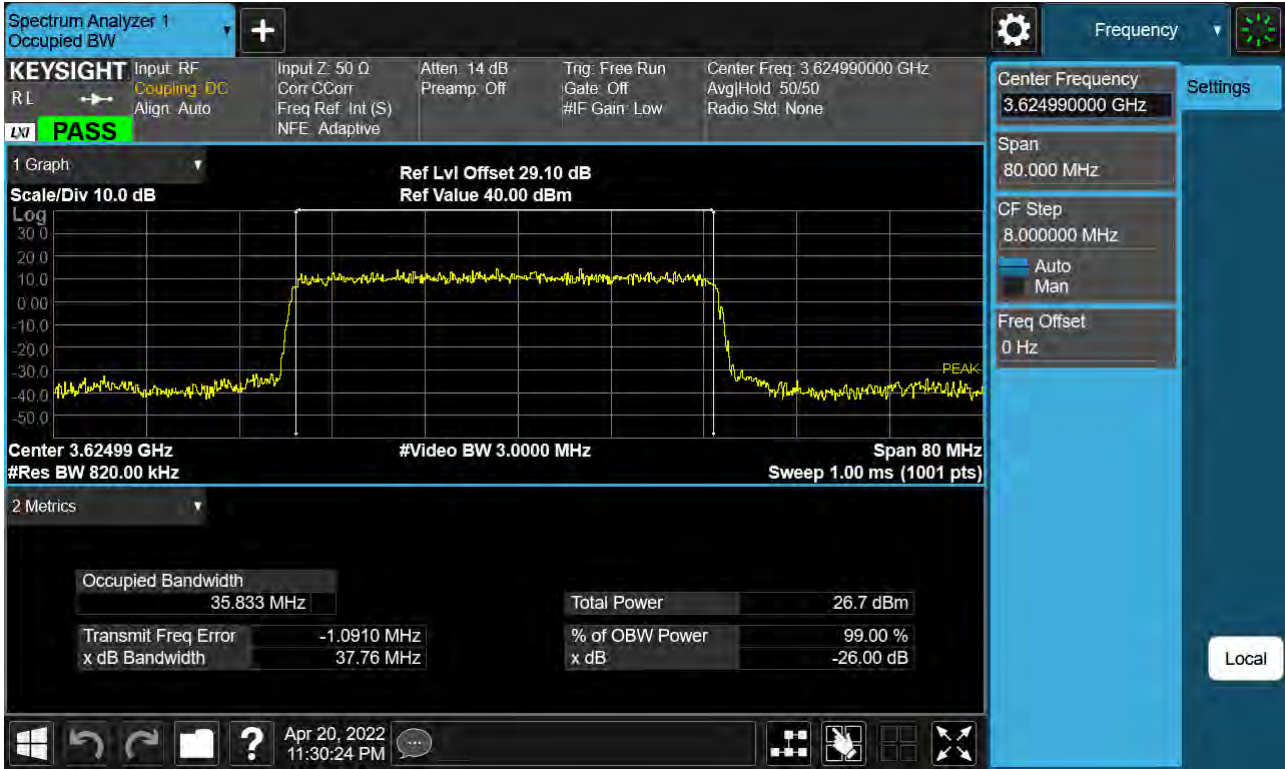 Spectrum Analyzer 1
Occupied BW
Frequency
KEYSIGHT
Input: RF
Coupling: DC
Align: Auto
Input Z: 50 Ω
Corr CCorr
Freq Ref: Int (S)
NFE: Adaptive
Atten: 14 dB
Preamp: Off
Trig: Free Run
Gate: Off
#IF Gain: Low
Center Freq: 3.624990000 GHz
Avg|Hold: 50/50
Radio Std: None
R L
LXI PASS
Center Frequency
3.624990000 GHz
Settings
Span
80.000 MHz
CF Step
8.000000 MHz
Auto
Man
Freq Offset
0 Hz
1 Graph
Scale/Div 10.0 dB
Ref Lvl Offset 29.10 dB
Ref Value 40.00 dBm
Log
30.0
20.0
10.0
0.00
-10.0
-20.0
-30.0
-40.0
-50.0
PEAK
Center 3.62499 GHz
#Video BW 3.0000 MHz
Span 80 MHz
#Res BW 820.00 kHz
Sweep 1.00 ms (1001 pts)
2 Metrics
Occupied Bandwidth
35.833 MHz
Total Power 26.7 dBm
Transmit Freq Error -1.0910 MHz
% of OBW Power 99.00 %
x dB Bandwidth 37.76 MHz
x dB -26.00 dB
Local
?
Apr 20, 2022
11:30:24 PM